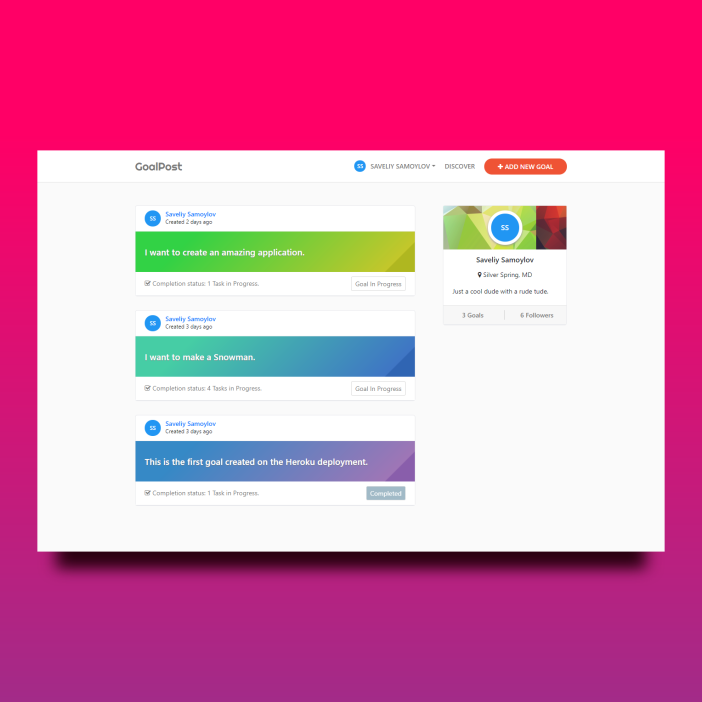 GoalPost
SS SAVELIY SAMOYLOV DISCOVER + ADD NEW GOAL
SS
Saveliy Samoylov
Created 2 days ago
I want to create an amazing application.
Completion status: 1 Task in Progress.
Goal In Progress
SS
Saveliy Samoylov
Created 3 days ago
I want to make a Snowman.
Completion status: 4 Tasks in Progress.
Goal In Progress
SS
Saveliy Samoylov
Created 3 days ago
This is the first goal created on the Heroku deployment.
Completion status: 1 Task in Progress.
Completed
SS
Saveliy Samoylov
Silver Spring, MD
Just a cool dude with a rude tude.
3 Goals
6 Followers